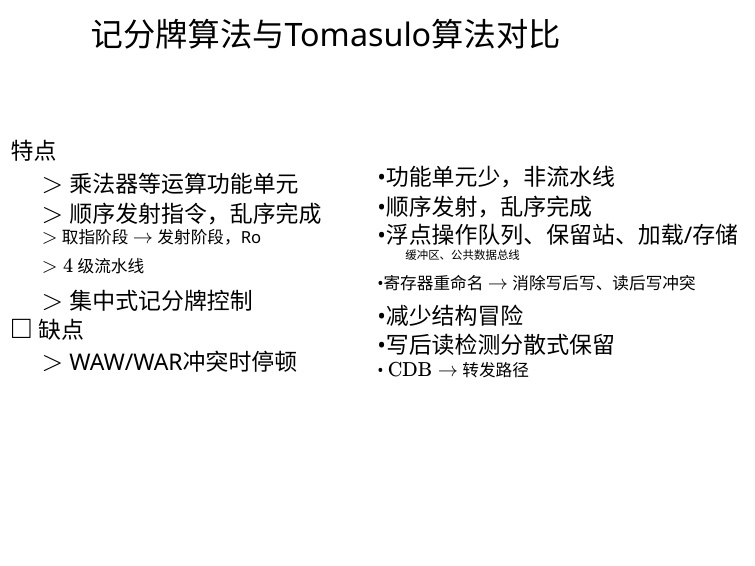 记分牌算法与Tomasulo算法对比
特点
> 乘法器等运算功能单元
> 顺序发射指令，乱序完成
> 取指阶段 → 发射阶段，Ro
> 4 级流水线
> 集中式记分牌控制
□ 缺点
> WAW/WAR冲突时停顿
•功能单元少，非流水线
•顺序发射，乱序完成
•浮点操作队列、保留站、加载/存储
缓冲区、公共数据总线
•寄存器重命名 → 消除写后写、读后写冲突
•减少结构冒险
•写后读检测分散式保留
• CDB → 转发路径